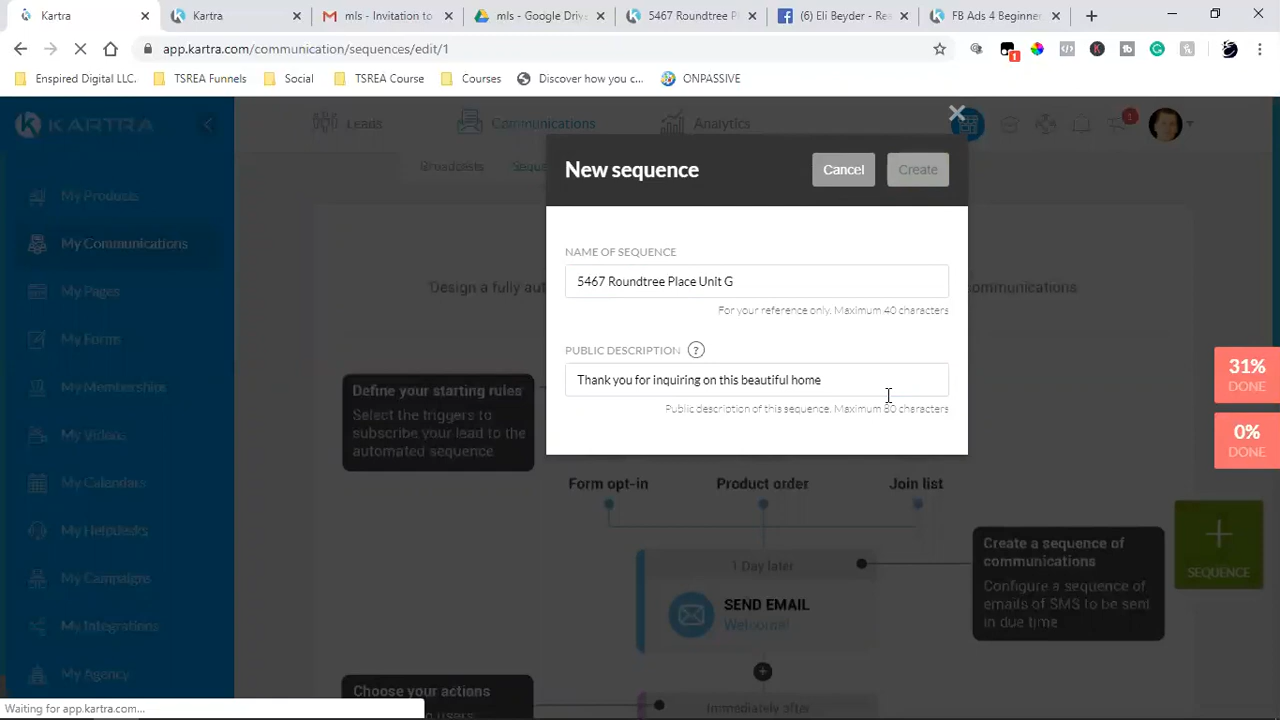 Kartra
Kartra
mls - Invitation to
mls - Google Driv
5467 Roundtree Pl
(6) Eli Beyder - Re
FB Ads 4 Beginner
app.kartra.com/communication/sequences/edit/1
1
Enspired Digital LLC.
TSREA Funnels
Social
TSREA Course
Courses
Discover how you c...
ONPASSIVE
KARTRA
Leads
Communications
Analytics
1
Broadcasts
My Products
My Communications
My Pages
My Forms
My Memberships
My Videos
My Calendars
My Helpdesks
My Campaigns
My Integrations
My Agency
New sequence
Cancel
Create
NAME OF SEQUENCE
5467 Roundtree Place Unit G
For your reference only. Maximum 40 characters
PUBLIC DESCRIPTION ?
Thank you for inquiring on this beautiful home
Public description of this sequence. Maximum 80 characters
Design a fully aut
ommunications
Define your starting rules
Select the triggers to
subscribe your lead to the
automated sequence
Form opt-in
Product order
Join list
1 Day later
SEND EMAIL
Welcome!
Create a sequence of
communications
Configure a sequence of
emails of SMS to be sent
in due time
Choose your actions
Immediately after
31%
DONE
0%
DONE
SEQUENCE
Waiting for app.kartra.com...